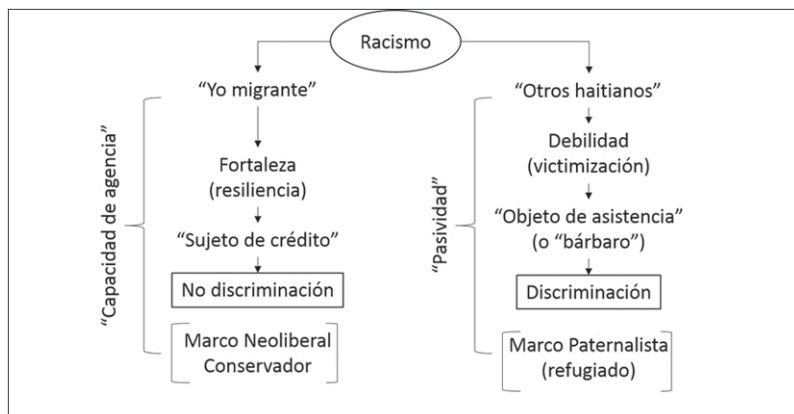 Racismo
“Yo migrante”
“Capacidad de agencia”
Fortaleza
(resiliencia)
“Sujeto de crédito”
No discriminación
Marco Neoliberal
Conservador
“Otros haitianos”
“Pasividad”
Debilidad
(victimización)
“Objeto de asistencia”
(o “bárbaro”)
Discriminación
Marco Paternalista
(refugiado)